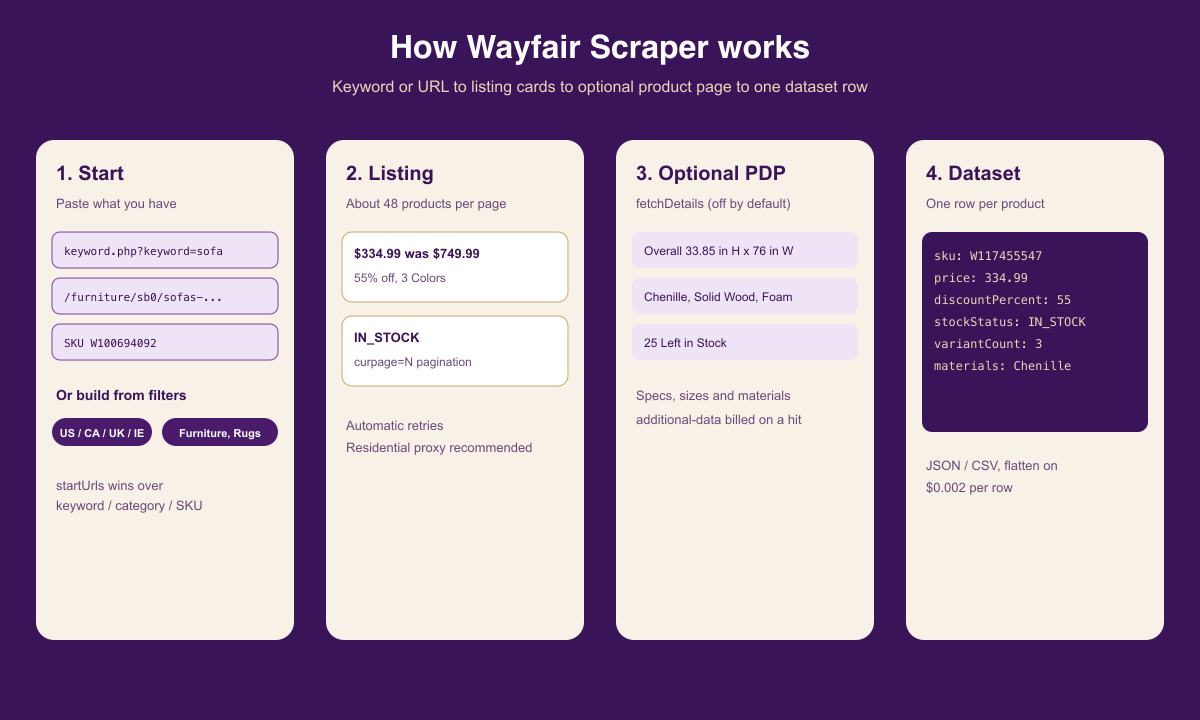 How Wayfair Scraper works
Keyword or URL to listing cards to optional product page to one dataset row
1. Start
Paste what you have
keyword.php?keyword=sofa
/furniture/sb0/sofas-...
SKU W100694092
Or build from filters
US / CA / UK / IE
Furniture, Rugs
startUrls wins over
keyword / category / SKU
2. Listing
About 48 products per page
$334.99 was $749.99
55% off, 3 Colors
IN_STOCK
curpage=N pagination
Automatic retries
Residential proxy recommended
3. Optional PDP
fetchDetails (off by default)
Overall 33.85 in H x 76 in W
Chenille, Solid Wood, Foam
25 Left in Stock
Specs, sizes and materials
additional-data billed on a hit
4. Dataset
One row per product
sku: W117455547
price: 334.99
discountPercent: 55
stockStatus: IN_STOCK
variantCount: 3
materials: Chenille
JSON / CSV, flatten on
$0.002 per row